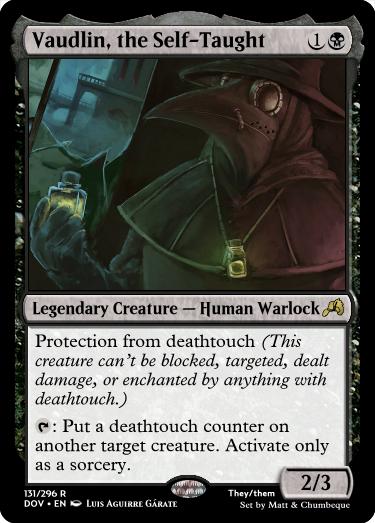 Vaudlin, the Self-Taught 1
Legendary Creature — Human Warlock
Protection from deathtouch (This
creature can't be blocked, targeted, dealt
damage, or enchanted by anything with
deathtouch.)
: Put a deathtouch counter on
another target creature. Activate only
as a sorcery.
2/3
131/296 R
DOV • EN Luis Aguirre Gárate
They/them
Set by Matt & Chumbeque